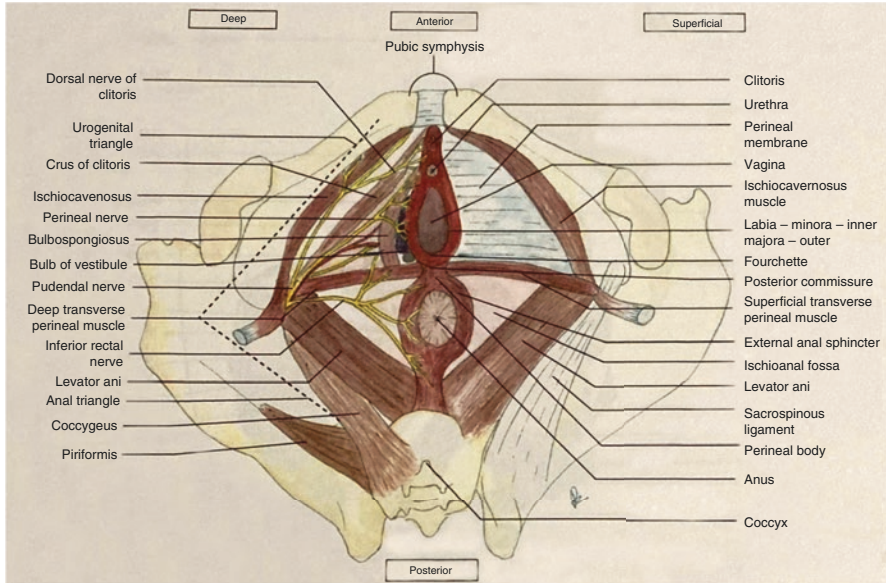 Deep
Anterior
Superficial
Pubic symphysis
Dorsal nerve of
clitoris
Urogenital
triangle
Crus of clitoris
Ischiocavenosus
Perineal nerve
Bulbospongiosus
Bulb of vestibule
Pudendal nerve
Deep transverse
perineal muscle
Inferior rectal
nerve
Levator ani
Anal triangle
Coccygeus
Piriformis
Clitoris
Urethra
Perineal
membrane
Vagina
Ischiocavernosus
muscle
Labia – minora – inner
majora – outer
Fourchette
Posterior commissure
Superficial transverse
perineal muscle
External anal sphincter
Ischioanal fossa
Levator ani
Sacrospinous
ligament
Perineal body
Anus
Coccyx
Posterior